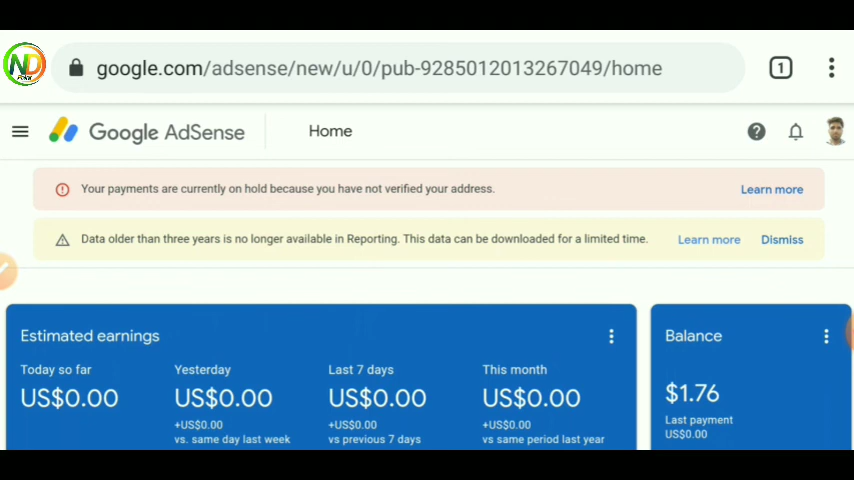 ND
google.com/adsense/new/u/0/pub-9285012013267049/home
1
Google AdSense
Home
Your payments are currently on hold because you have not verified your address.
Learn more
Data older than three years is no longer available in Reporting. This data can be downloaded for a limited time.
Learn more
Dismiss
Estimated earnings
Today so far
US$0.00
Yesterday
US$0.00
+US$0.00
vs. same day last week
Last 7 days
US$0.00
+US$0.00
vs previous 7 days
This month
US$0.00
+US$0.00
vs same period last year
Balance
$1.76
Last payment
US$0.00